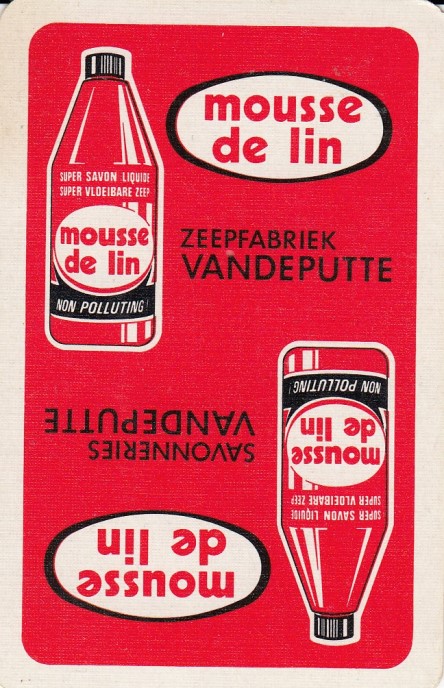 mousse
de lin
SUPER SAVON LIQUIDE
SUPER VLOEIBARE ZEEP
mousse
de lin
NON POLLUTING !
ZEEPFABRIEK
VANDEPUTTE
SAVONNERIES
VANDEPUTTE
mousse
de lin
SUPER SAVON LIQUIDE
SUPER VLOEIBARE ZEEP
mousse
de lin
NON POLLUTING !